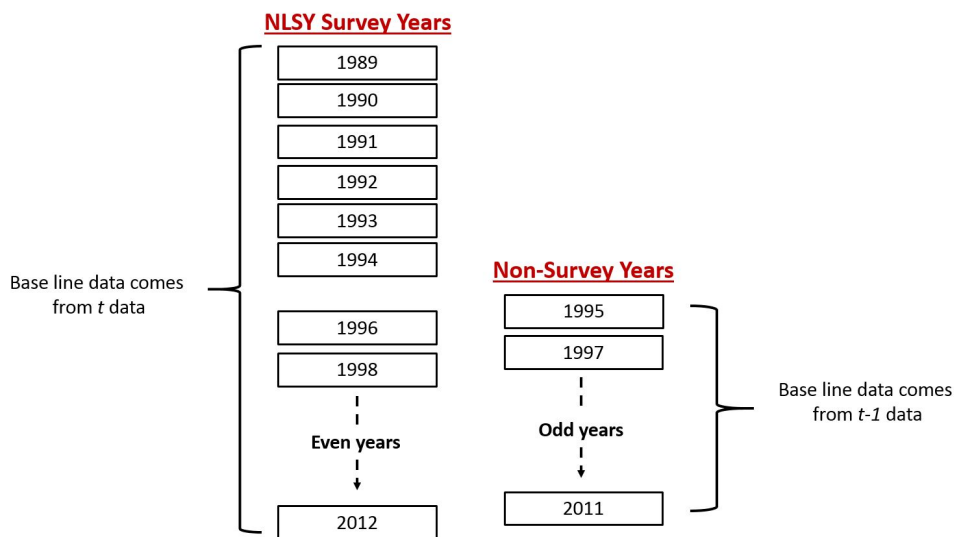 NLSY Survey Years
1989
1990
1991
1992
1993
1994
1996
1998
Even years
2012
Base line data comes
from t data
Non-Survey Years
1995
1997
Odd years
2011
Base line data comes
from t-1 data